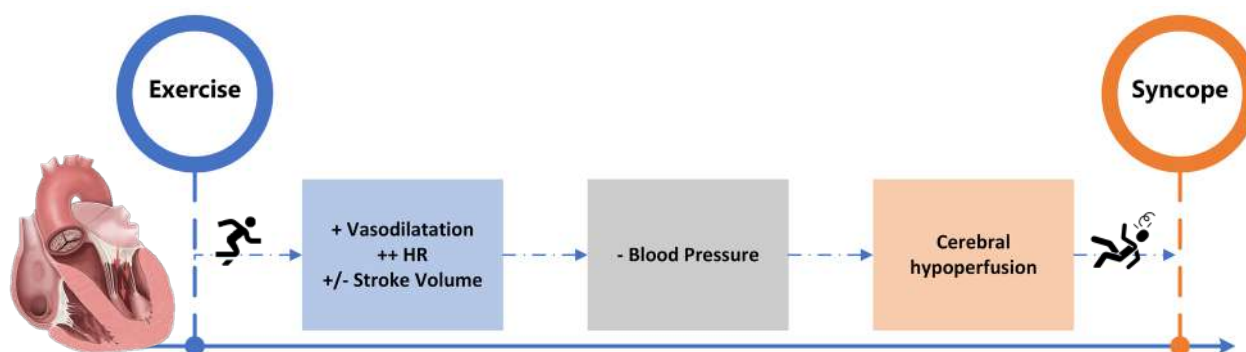 Exercise
Syncope
+ Vasodilatation
++ HR
+/- Stroke Volume
- Blood Pressure
Cerebral
hypoperfusion